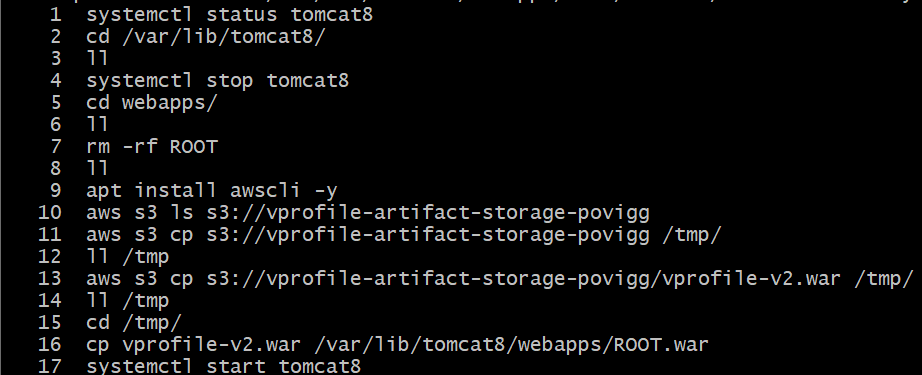 1 systemctl status tomcat8
2 cd /var/lib/tomcat8/
3 ll
4 systemctl stop tomcat8
5 cd webapps/
6 ll
7 rm -rf ROOT
8 ll
9 apt install awscli -y
10 aws s3 ls s3://vprofile-artifact-storage-povigg
11 aws s3 cp s3://vprofile-artifact-storage-povigg /tmp/
12 ll /tmp
13 aws s3 cp s3://vprofile-artifact-storage-povigg/vprofile-v2.war /tmp/
14 ll /tmp
15 cd /tmp/
16 cp vprofile-v2.war /var/lib/tomcat8/webapps/ROOT.war
17 systemctl start tomcat8